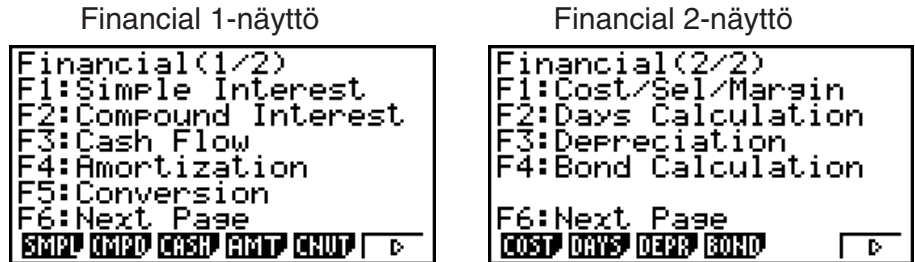 Financial 1-näyttö
Financial(1/2)
F1:Simple Interest
F2:Compound Interest
F3:Cash Flow
F4:Amortization
F5:Conversion
F6:Next Page
SMPL CMPD CASH AMT CNVT
Financial 2-näyttö
Financial(2/2)
F1:Cost/Sel/Margin
F2:Days Calculation
F3:Depreciation
F4:Bond Calculation
F6:Next Page
COST DAYS DEPR BOND